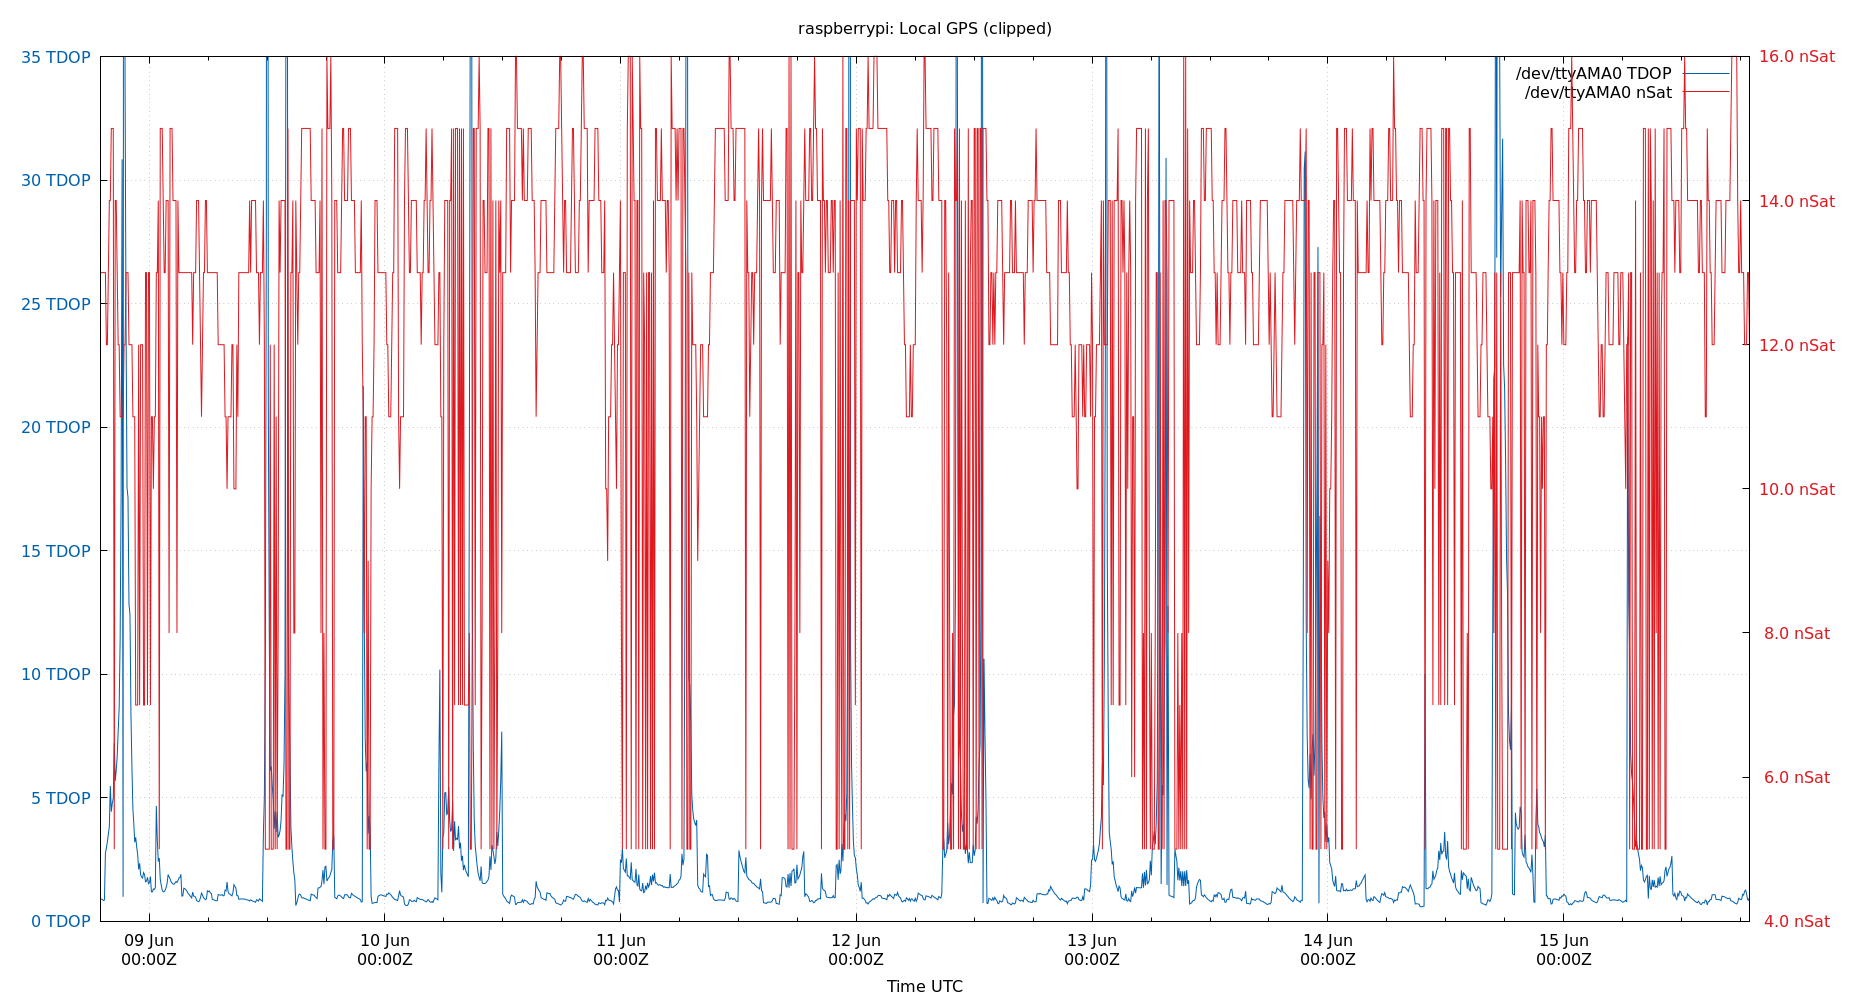 raspberrypi: Local GPS (clipped)
35 TDOP
30 TDOP
25 TDOP
20 TDOP
15 TDOP
10 TDOP
5 TDOP
0 TDOP
16.0 nSat
14.0 nSat
12.0 nSat
10.0 nSat
8.0 nSat
6.0 nSat
4.0 nSat
/dev/ttyAMA0 TDOP
/dev/ttyAMA0 nSat
09 Jun 10 Jun 11 Jun 12 Jun 13 Jun 14 Jun 15 Jun
00:00Z 00:00Z 00:00Z 00:00Z 00:00Z 00:00Z 00:00Z
Time UTC